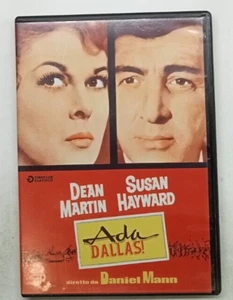 DEAN SUSAN
MARTIN HAYWARD
Ada
DALLAS!
diretto da Daniel Mann